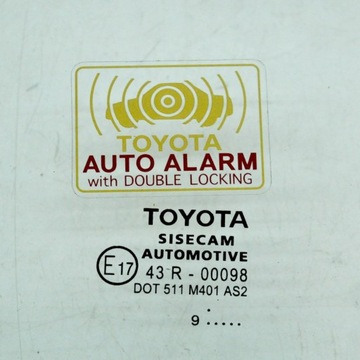 TOYOTA
AUTO ALARM
with DOUBLE LOCKING
TOYOTA
SISECAM
AUTOMOTIVE
E17 43 R - 00098
DOT 511 M401 AS2
9 :.....